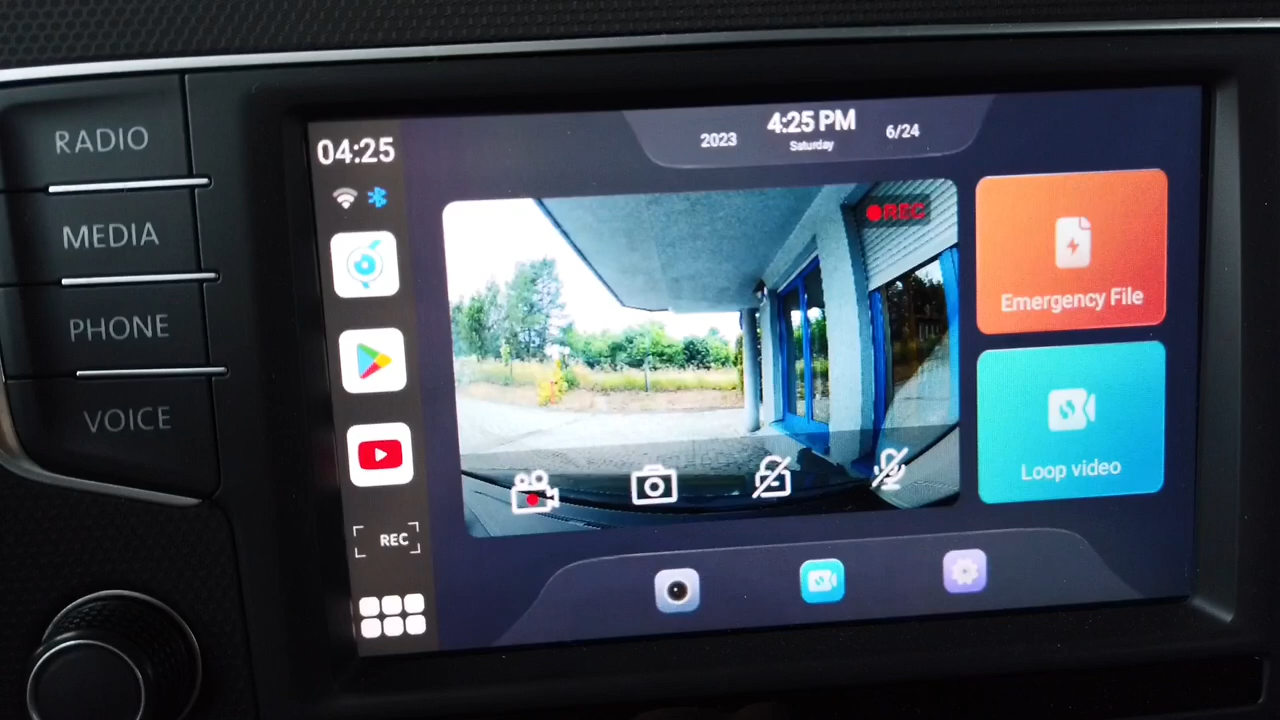 RADIO
MEDIA
PHONE
VOICE
04:25
REC
2023
4:25 PM
Saturday
6/24
REC
Emergency File
Loop video